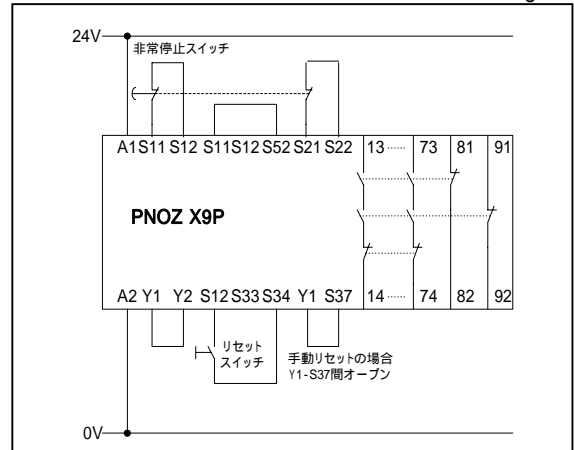 24V
非常停止スイッチ
A1 S11 S12 S11 S12 S52 S21 S22 13 73 81 91
PNOZ X9P
A2 Y1 Y2 S12 S33 S34 Y1 S37 14 74 82 92
リセット
スイッチ
手動リセットの場合
Y1-S37間オープン
0V